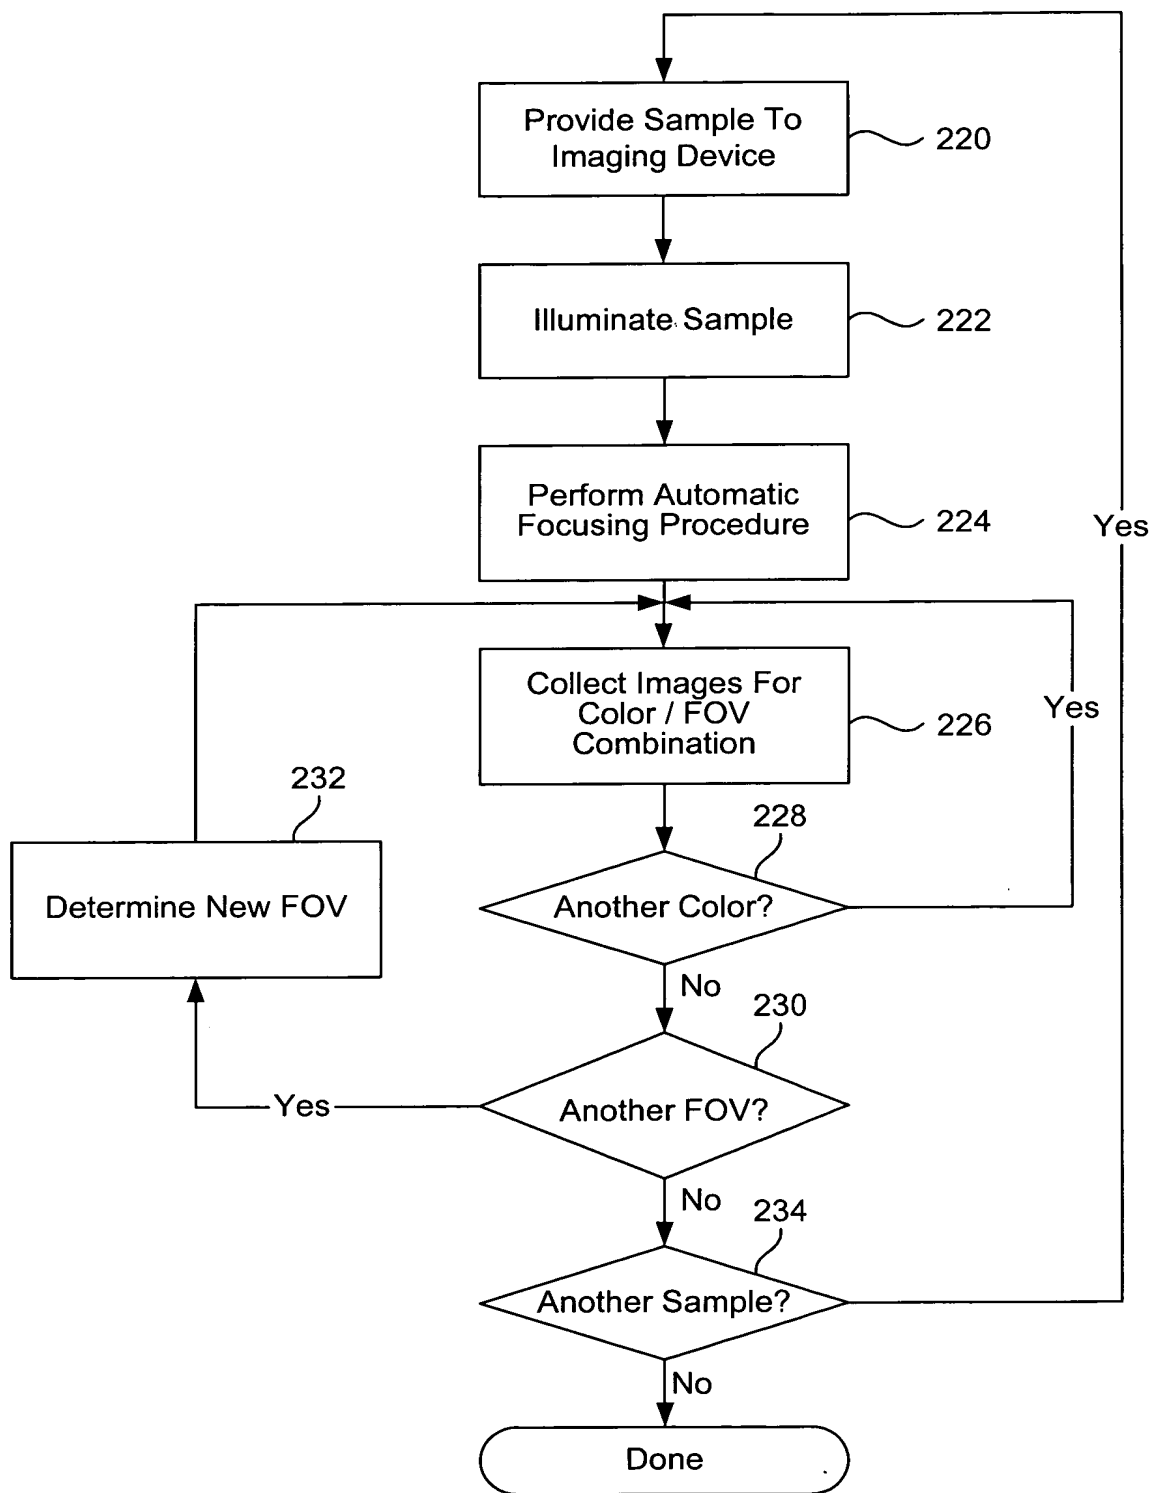 Provide Sample To
Imaging Device
220
Illuminate Sample
222
Perform Automatic
Focusing Procedure
224
Yes
Collect Images For
Color / FOV
Combination
226
Yes
232
Determine New FOV
228
Another Color?
No
230
Another FOV?
Yes
No
234
Another Sample?
No
Done